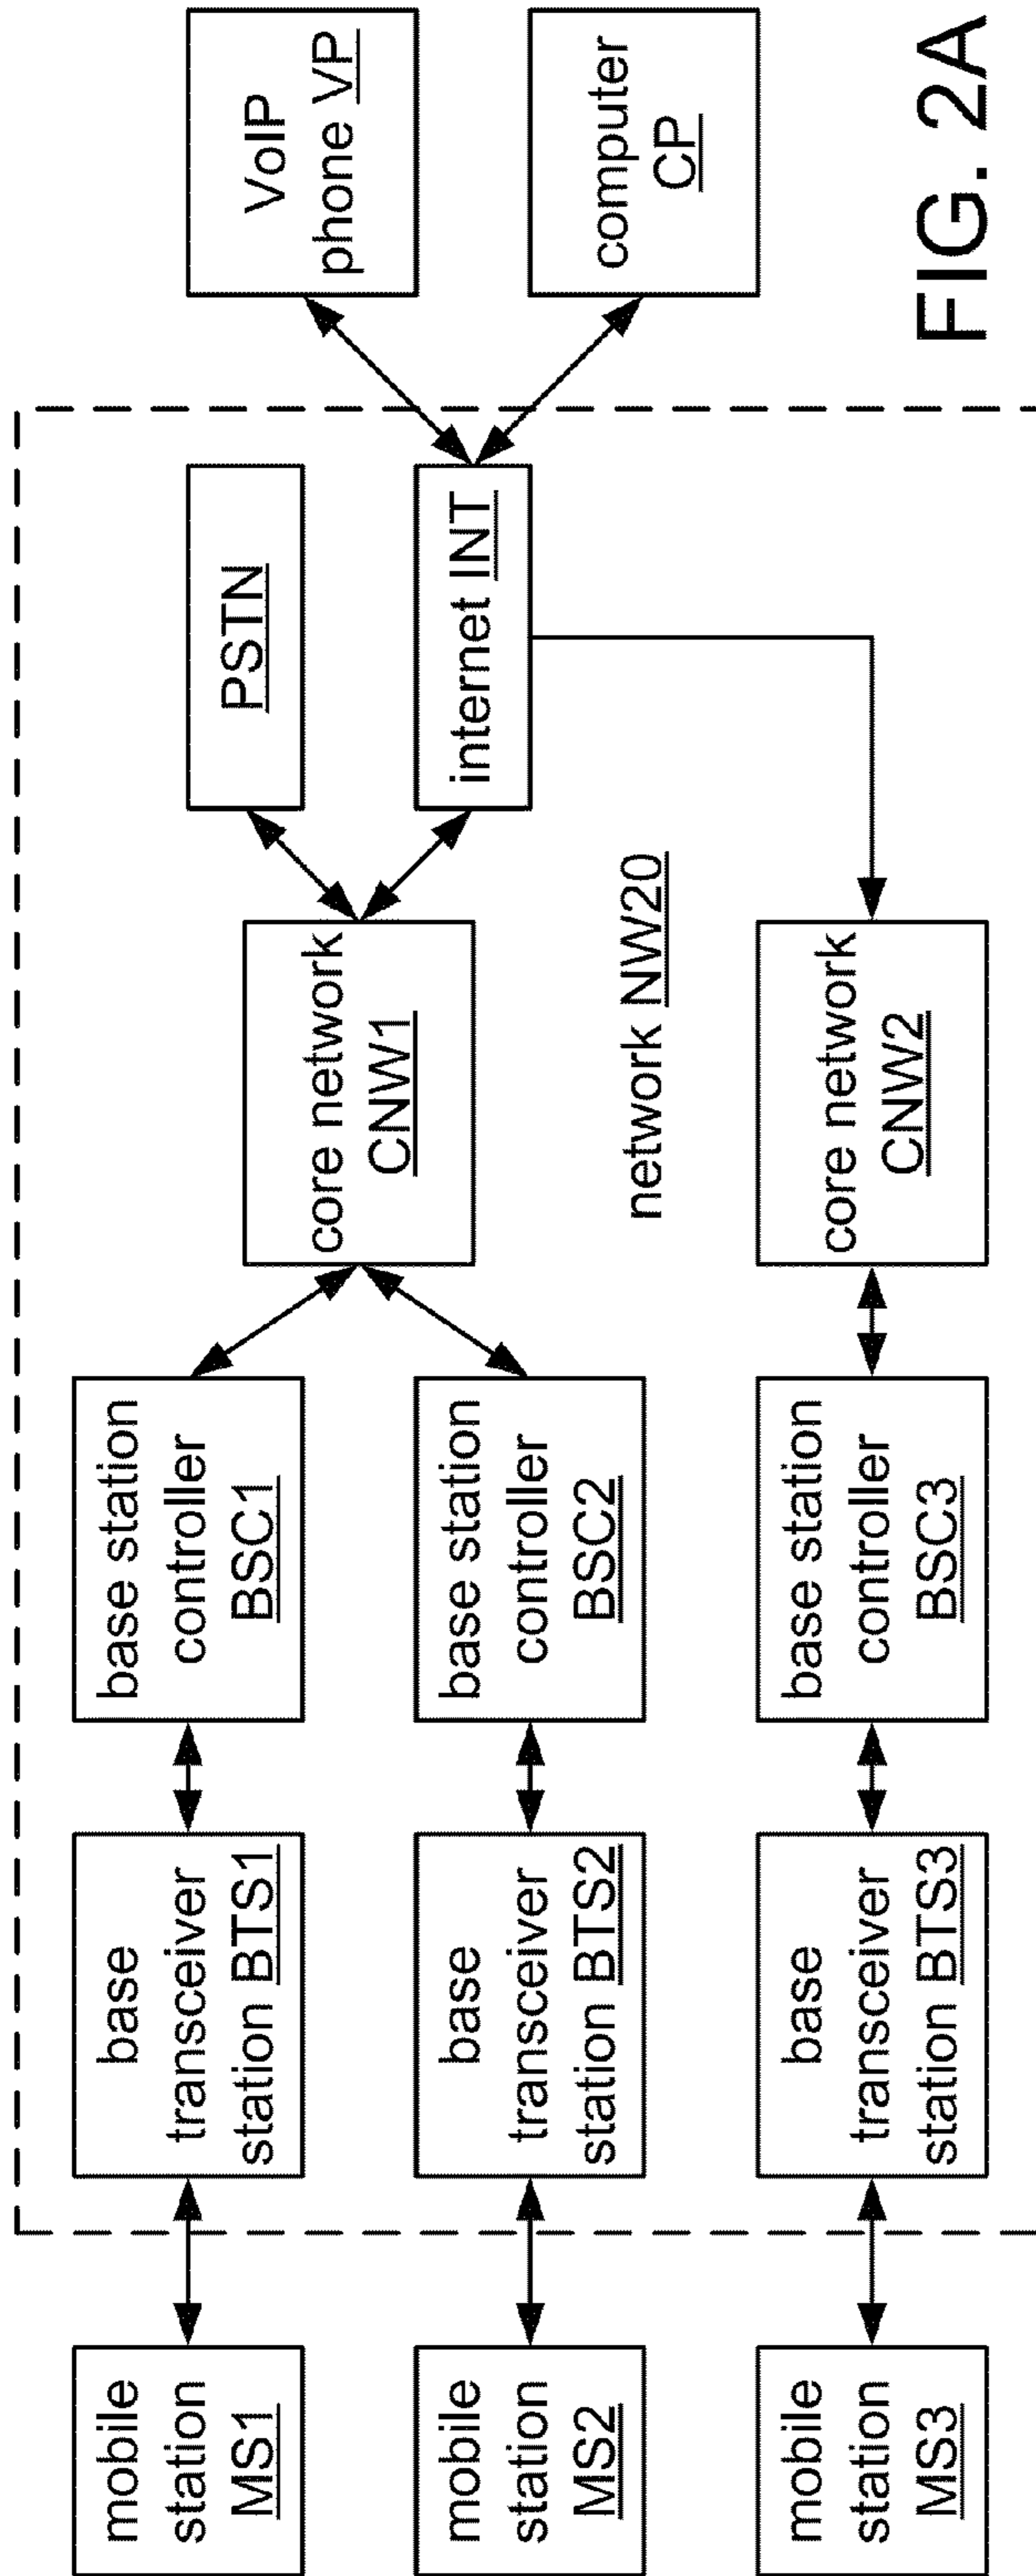 mobile
station
MS1
base
transceiver
station BTS1
base station
controller
BSC1
core network
CNW1
PSTN
VoIP
phone VP
mobile
station
MS2
base
transceiver
station BTS2
base station
controller
BSC2
internet INT
computer
CP
network NW20
mobile
station
MS3
base
transceiver
station BTS3
base station
controller
BSC3
core network
CNW2
FIG. 2A